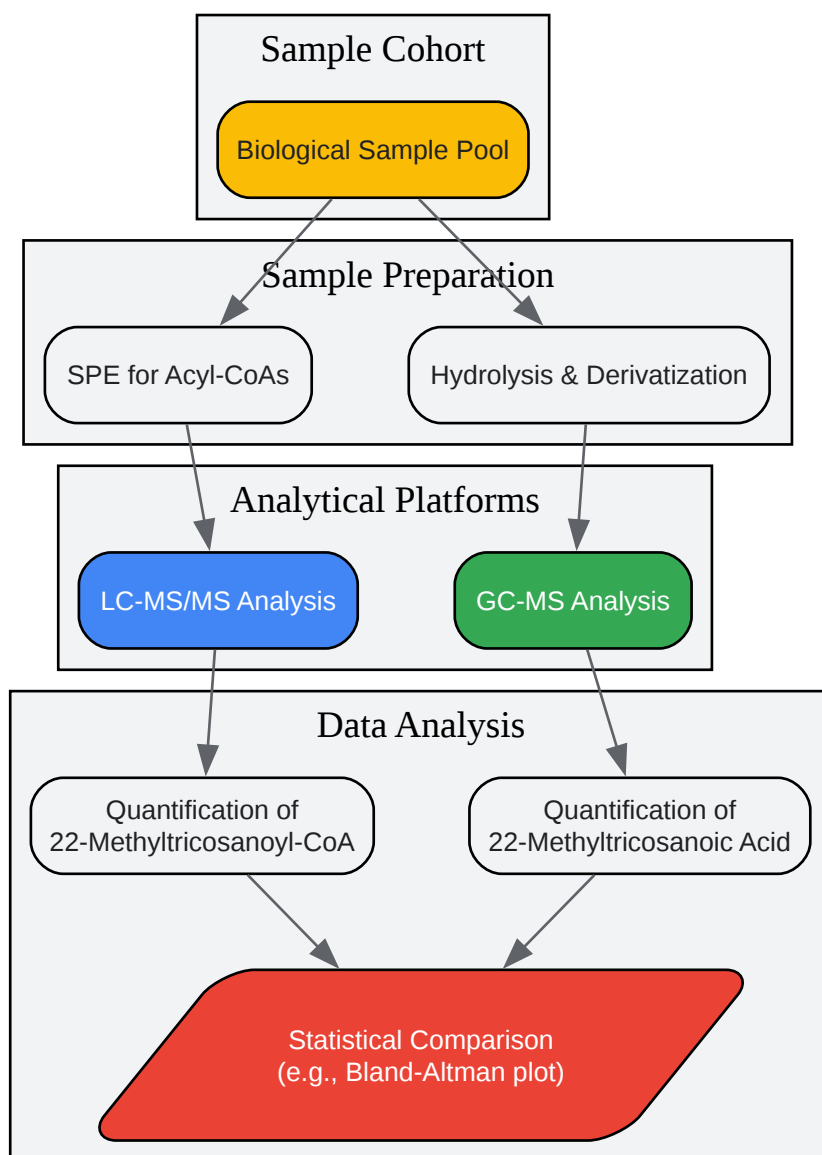 Sample Cohort
Biological Sample Pool
Sample Preparation
SPE for Acyl-CoAs
Hydrolysis & Derivatization
Analytical Platforms
LC-MS/MS Analysis
GC-MS Analysis
Data Analysis
Quantification of
22-Methyltricosanoyl-CoA
Quantification of
22-Methyltricosanoic Acid
Statistical Comparison
(e.g., Bland-Altman plot)